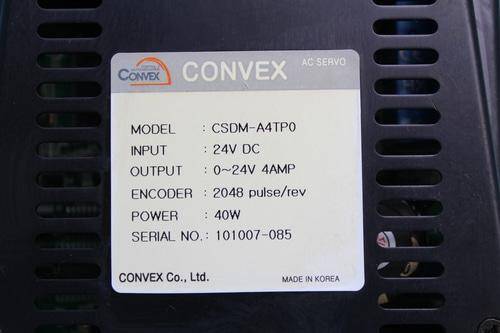 CONVEX
CONVEX AC SERVO
MODEL : CSDM-A4TP0
INPUT : 24V DC
OUTPUT : 0~24V 4AMP
ENCODER : 2048 pulse/rev
POWER : 40W
SERIAL NO. : 101007-085
CONVEX Co., Ltd. MADE IN KOREA